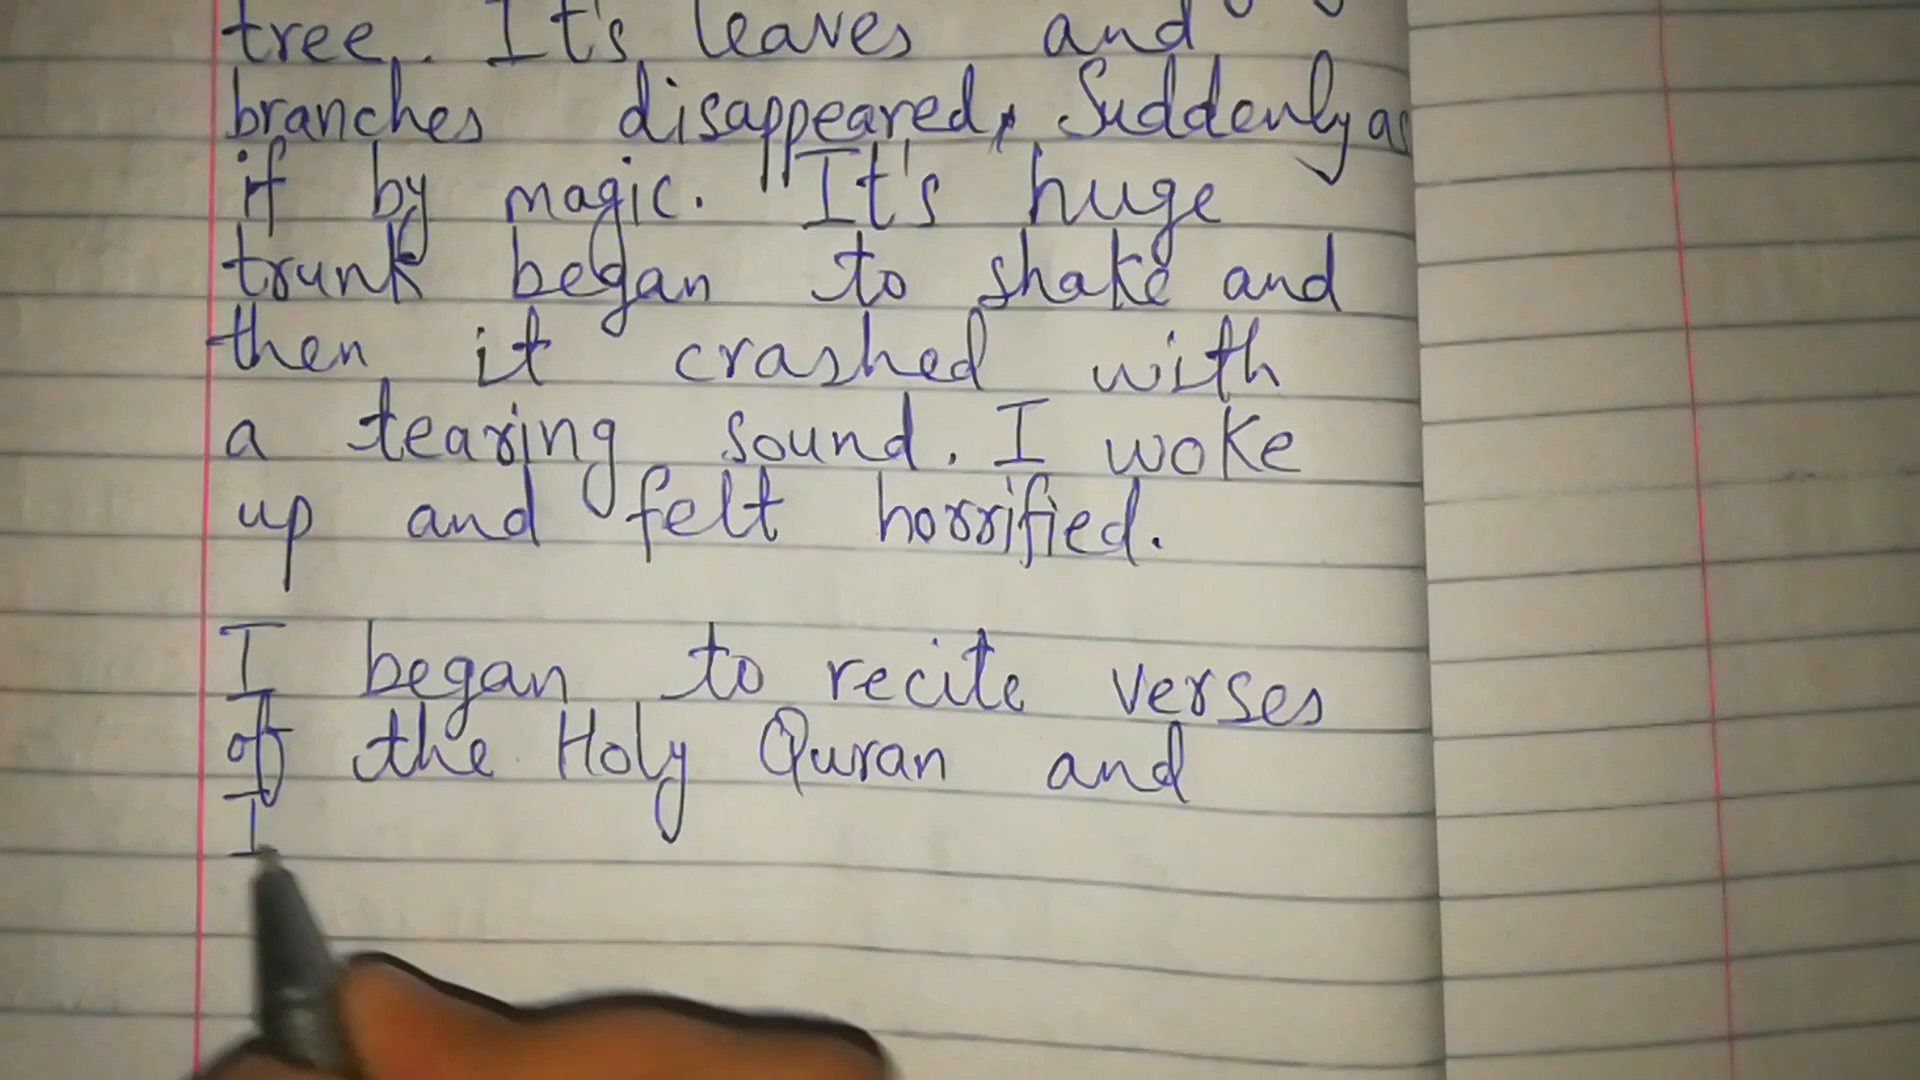 tree. It's leaves and
branches disappeared, Suddenly as
if by magic. It's huge
trunk began to shake and
then it crashed with
a tearing sound. I woke
up and felt horrified.
I began to recite verses
of the Holy Quran and
I